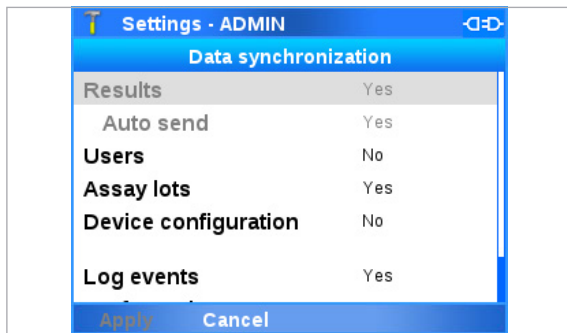 Settings - ADMIN
Data synchronization
Results Yes
Auto send Yes
Users No
Assay lots Yes
Device configuration No
Log events Yes
Apply Cancel